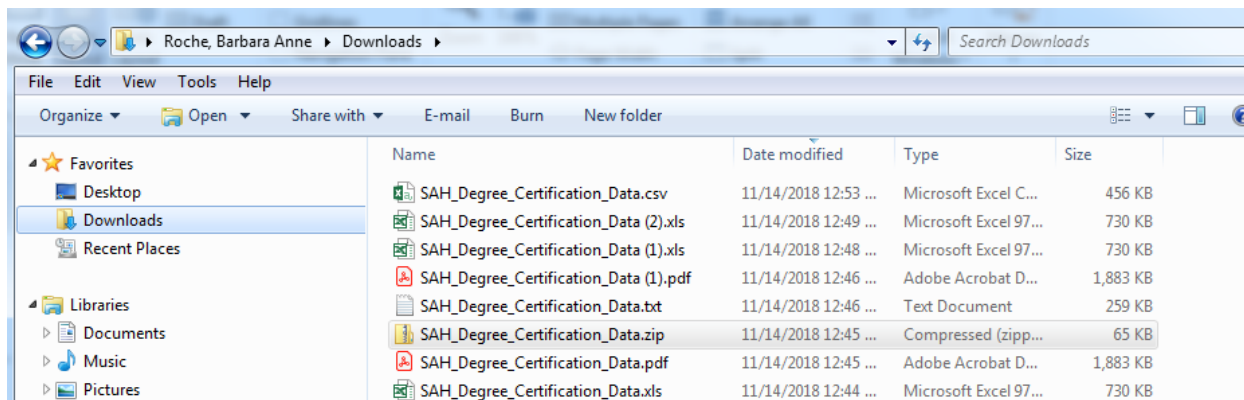 Roche, Barbara Anne Downloads Search Downloads
File Edit View Tools Help
Organize Open Share with E-mail Burn New folder
Favorites
Desktop
Downloads
Recent Places
Libraries
Documents
Music
Pictures
Name Date modified Type Size
SAH_Degree_Certification_Data.csv 11/14/2018 12:53 ... Microsoft Excel C... 456 KB
SAH_Degree_Certification_Data (2).xls 11/14/2018 12:49 ... Microsoft Excel 97... 730 KB
SAH_Degree_Certification_Data (1).xls 11/14/2018 12:48 ... Microsoft Excel 97... 730 KB
SAH_Degree_Certification_Data (1).pdf 11/14/2018 12:46 ... Adobe Acrobat D... 1,883 KB
SAH_Degree_Certification_Data.txt 11/14/2018 12:46 ... Text Document 259 KB
SAH_Degree_Certification_Data.zip 11/14/2018 12:45 ... Compressed (zipp... 65 KB
SAH_Degree_Certification_Data.pdf 11/14/2018 12:45 ... Adobe Acrobat D... 1,883 KB
SAH_Degree_Certification_Data.xls 11/14/2018 12:44 ... Microsoft Excel 97... 730 KB